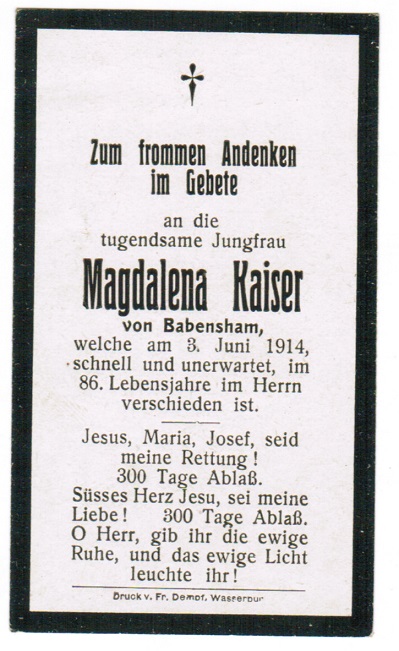 Zum frommen Andenken
im Gebete
an die
tugendsame Jungfrau
Magdalena Kaiser
von Babensham,
welche am 3. Juni 1914,
schnell und unerwartet, im
86. Lebensjahre im Herrn
verschieden ist.
Jesus, Maria, Josef, seid
meine Rettung!
300 Tage Ablaß.
Süsses Herz Jesu, sei meine
Liebe! 300 Tage Ablaß.
O Herr, gib ihr die ewige
Ruhe, und das ewige Licht
leuchte ihr!
Druck v. Fr. Dempf, Wasserbur